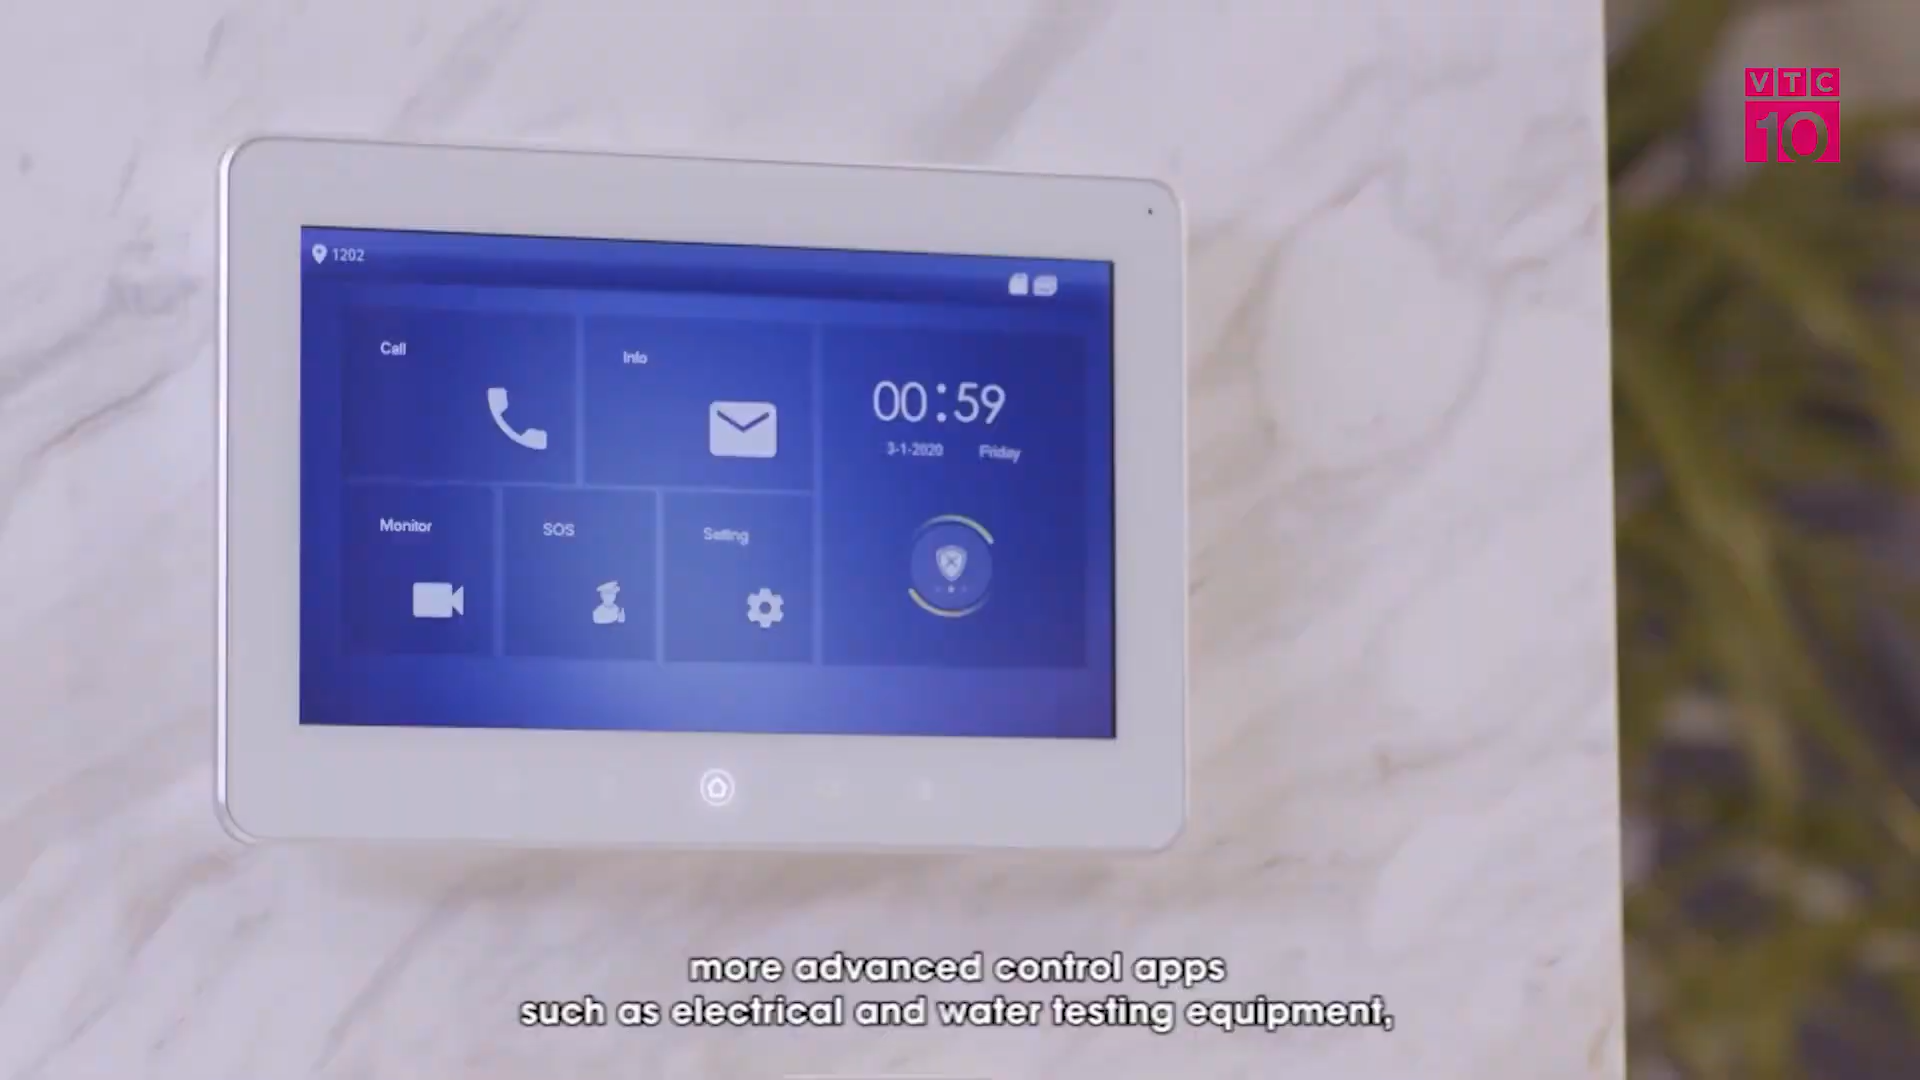 VTC
10
1202
Call
Info
00:59
3-1-2020 Friday
Monitor
SOS
Setting
more advanced control apps
such as electrical and water testing equipment,